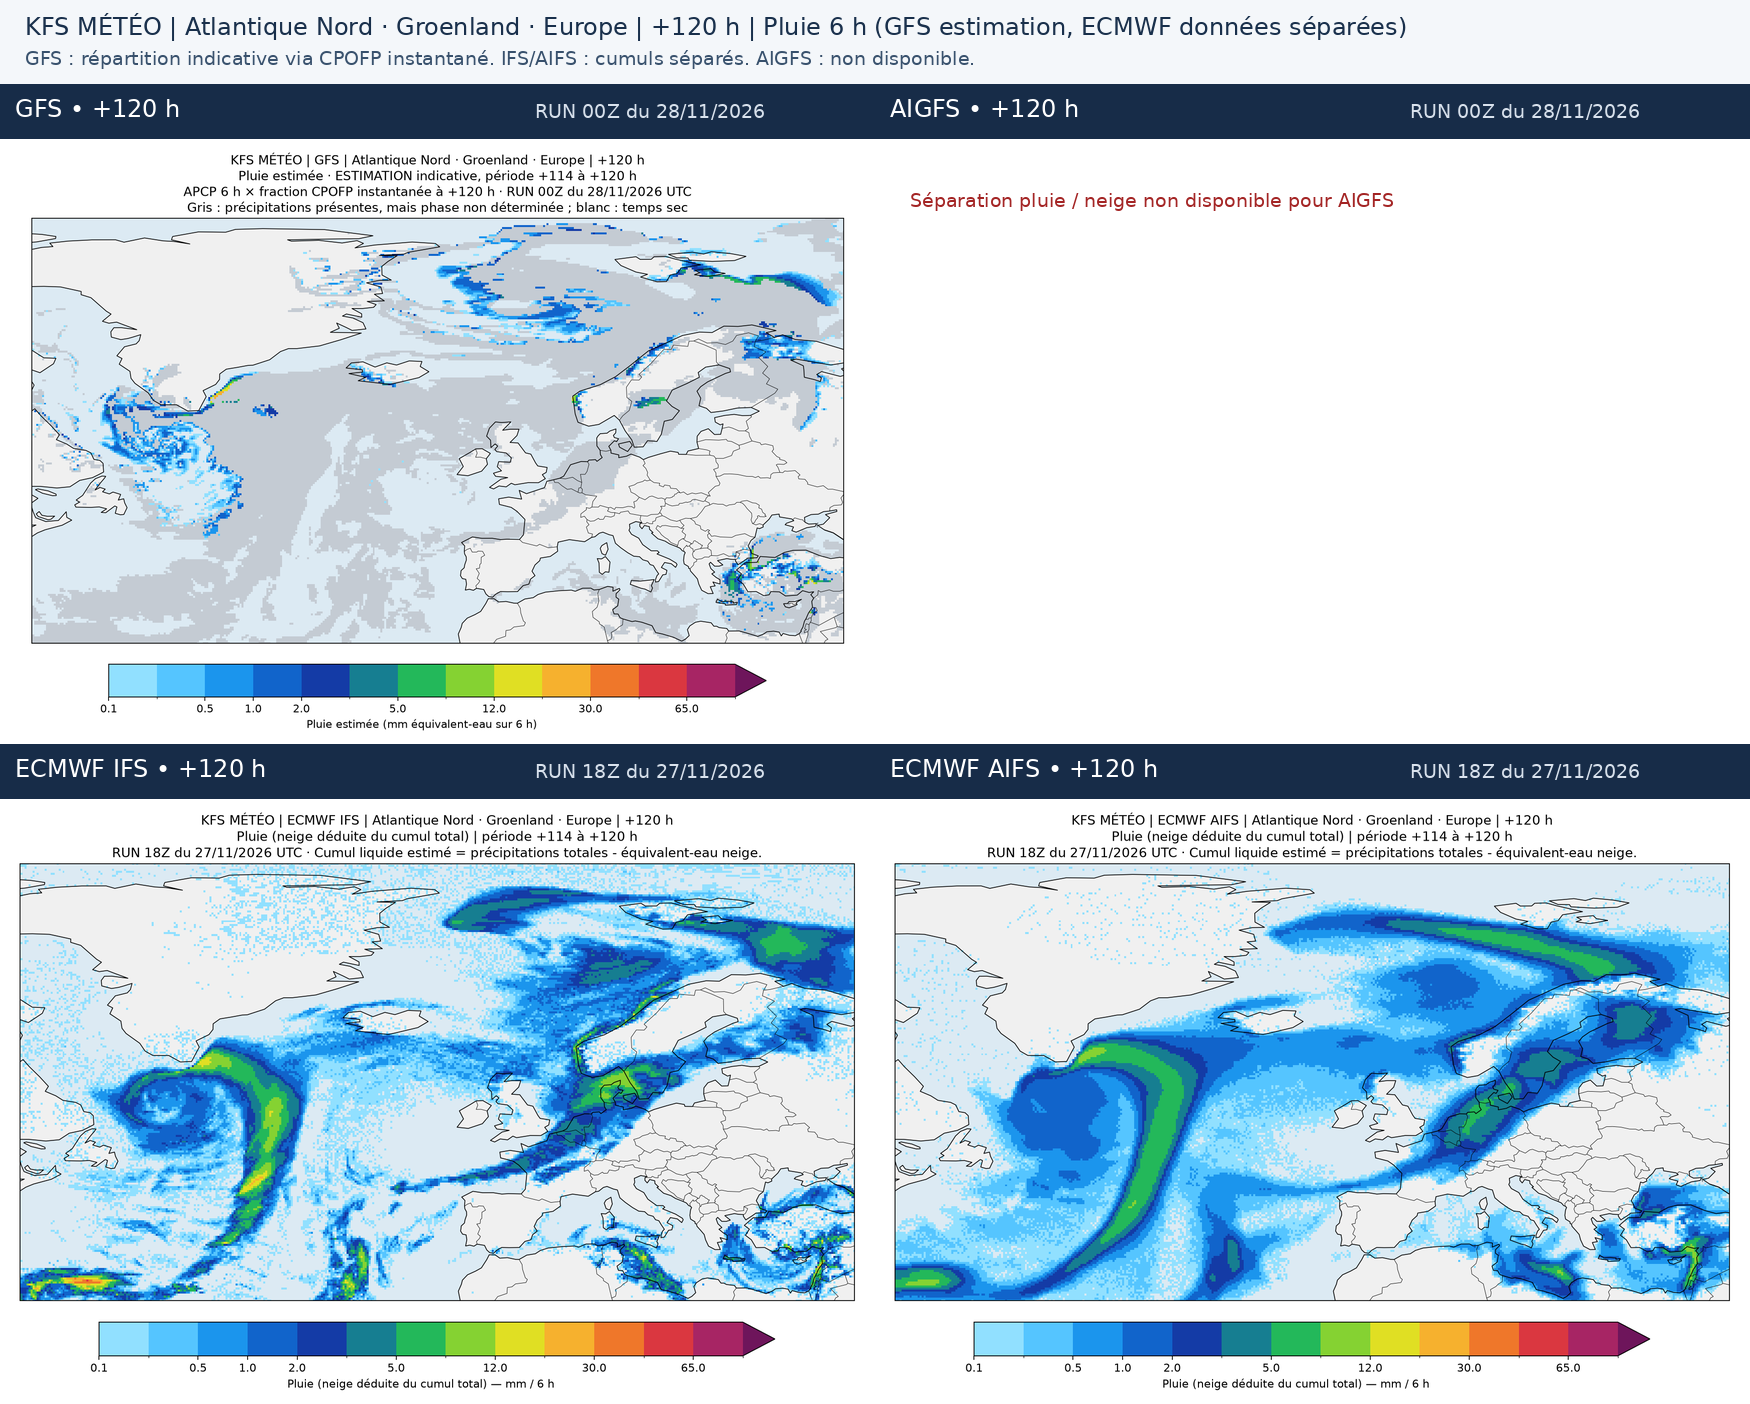 KFS MÉTÉO | Atlantique Nord · Groenland · Europe | +120 h | Pluie 6 h (GFS estimation, ECMWF données séparées)
GFS : répartition indicative via CPOFP instantané. IFS/AIFS : cumuls séparés. AIGFS : non disponible.
GFS • +120 h RUN 00Z du 28/11/2026
KFS MÉTÉO | GFS | Atlantique Nord · Groenland · Europe | +120 h
Pluie estimée · ESTIMATION indicative, période +114 à +120 h
APCP 6 h × fraction CPOFP instantanée à +120 h · RUN 00Z du 28/11/2026 UTC
Gris : précipitations présentes, mais phase non déterminée ; blanc : temps sec
0.1 0.5 1.0 2.0 5.0 12.0 30.0 65.0
Pluie estimée (mm équivalent-eau sur 6 h)
AIGFS • +120 h RUN 00Z du 28/11/2026
Séparation pluie / neige non disponible pour AIGFS
ECMWF IFS • +120 h RUN 18Z du 27/11/2026
KFS MÉTÉO | ECMWF IFS | Atlantique Nord · Groenland · Europe | +120 h
Pluie (neige déduite du cumul total) | période +114 à +120 h
RUN 18Z du 27/11/2026 UTC · Cumul liquide estimé = précipitations totales - équivalent-eau neige.
0.1 0.5 1.0 2.0 5.0 12.0 30.0 65.0
Pluie (neige déduite du cumul total) — mm / 6 h
ECMWF AIFS • +120 h RUN 18Z du 27/11/2026
KFS MÉTÉO | ECMWF AIFS | Atlantique Nord · Groenland · Europe | +120 h
Pluie (neige déduite du cumul total) | période +114 à +120 h
RUN 18Z du 27/11/2026 UTC · Cumul liquide estimé = précipitations totales - équivalent-eau neige.
0.1 0.5 1.0 2.0 5.0 12.0 30.0 65.0
Pluie (neige déduite du cumul total) — mm / 6 h